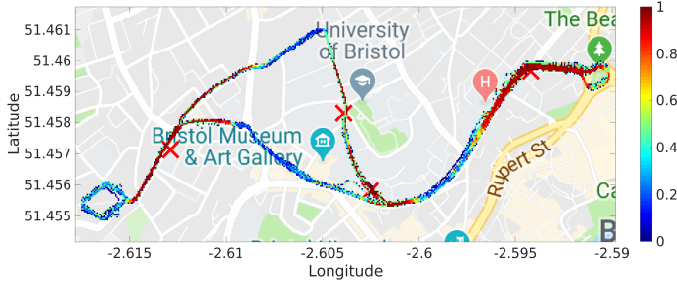 51.461
51.46
51.459
51.458
51.457
51.456
51.455
Latitude
-2.615
-2.61
-2.605
-2.6
-2.595
-2.59
Longitude
1
0.8
0.6
0.4
0.2
0
The Bea
University
of Bristol
H
Bristol Museum
& Art Gallery
Rupert St
Ca
B